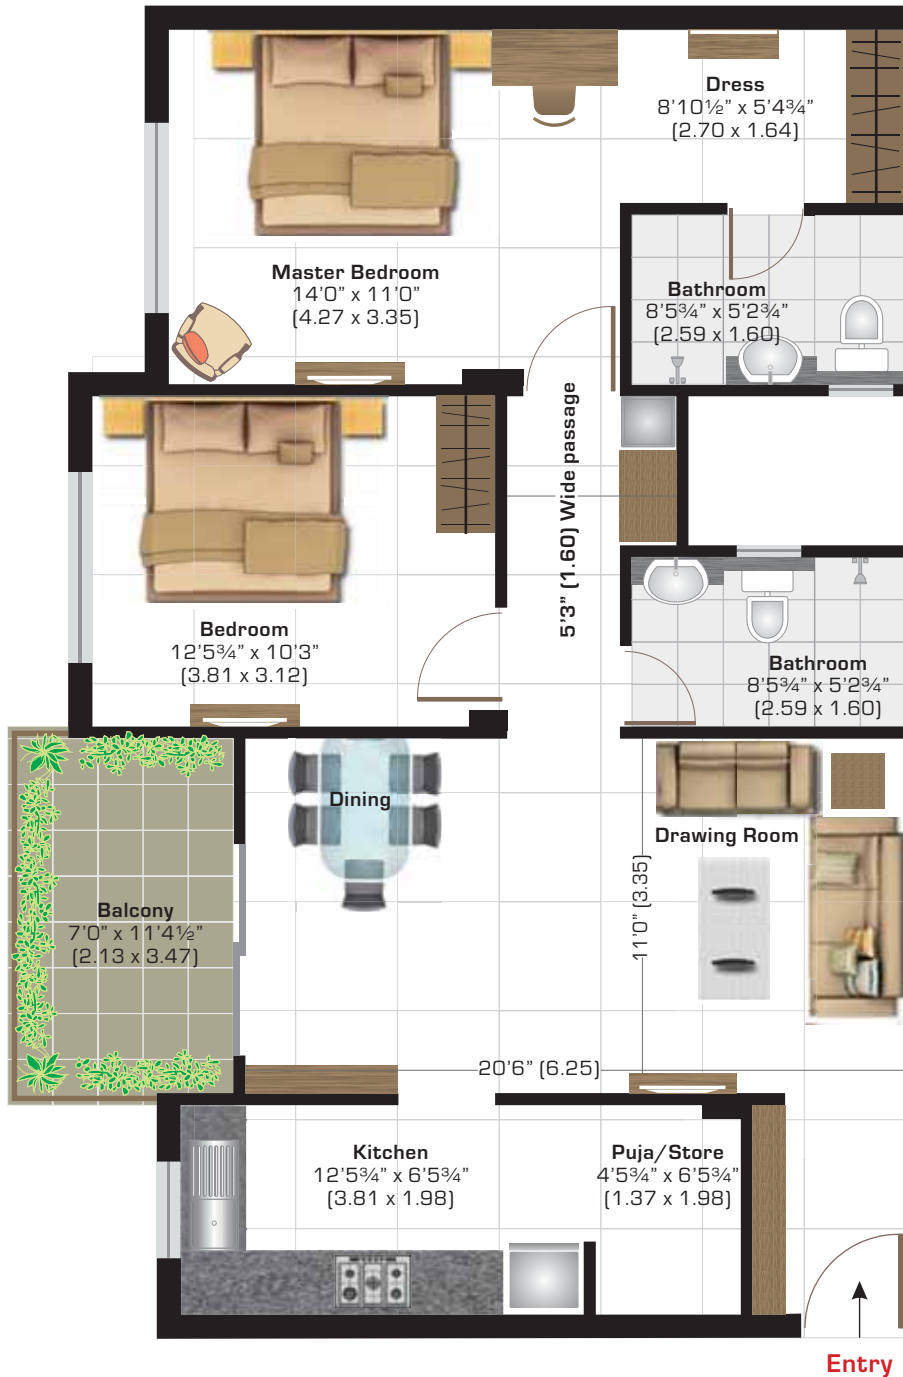 Dress
8'10½” x 5'4¾”
(2.70 x 1.64)
Master Bedroom
14'0” x 11'0”
(4.27 x 3.35)
Bathroom
8'5¾” x 5'2¾”
(2.59 x 1.60)
5'3” (1.60) Wide passage
Bedroom
12'5¾” x 10'3”
(3.81 x 3.12)
Bathroom
8'5¾” x 5'2¾”
(2.59 x 1.60)
Dining
Drawing Room
11'0” (3.35)
Balcony
7'0” x 11'4½”
(2.13 x 3.47)
20'6” (6.25)
Kitchen
12'5¾” x 6'5¾”
(3.81 x 1.98)
Puja/Store
4'5¾” x 6'5¾”
(1.37 x 1.98)
Entry